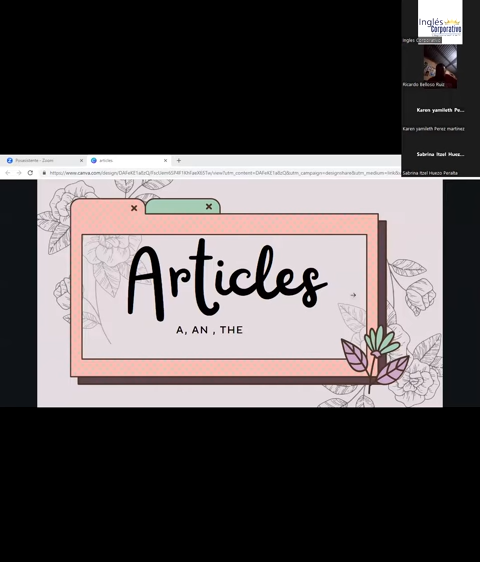 Inglés
Corporativo
Inglés Corporativo
Ricardo Belloso Ruiz
Karen yamileth Pe...
Karen yamileth Perez martinez
Sabrina Itzel Huez...
Sabrina Itzel Huezo Peralta
articles
Articles
A, AN , THE